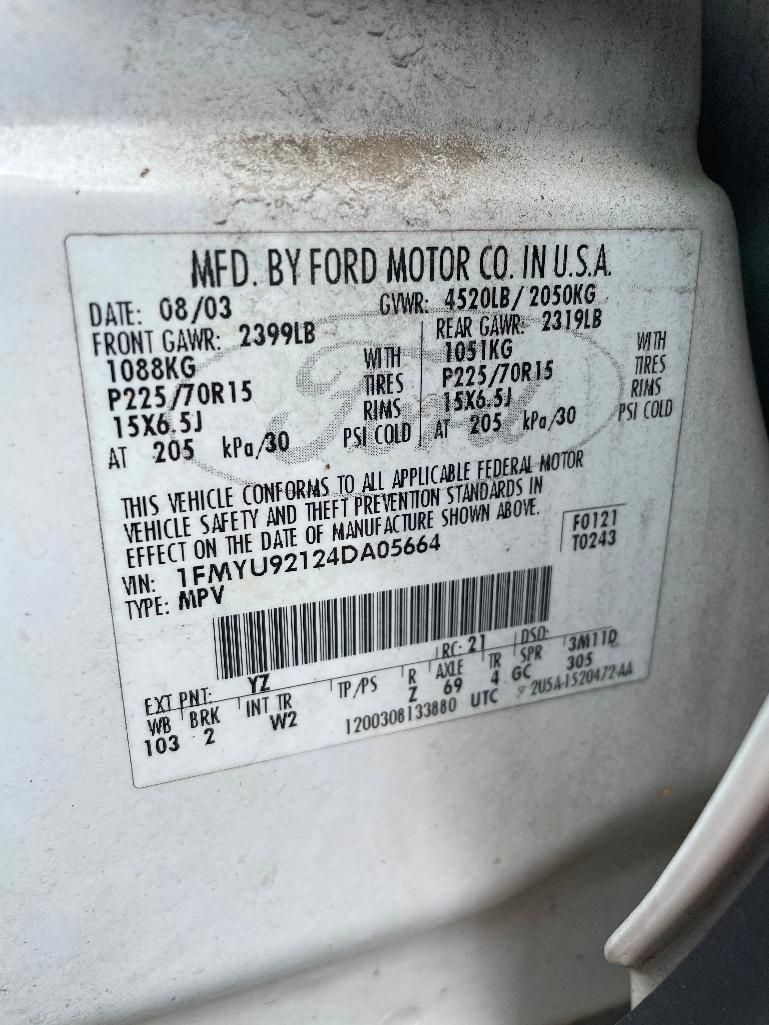 MFD. BY FORD MOTOR CO. IN U.S.A.
DATE: 08/03 GVWR: 4520LB/ 2050KG
FRONT GAWR: 2399LB REAR GAWR: 2319LB
1088KG WITH 1051KG WITH
P225/70R15 TIRES P225/70R15 TIRES
15X6.5J RIMS 15X6.5J RIMS
AT 205 kPa/30 PSI COLD AT 205 kPa/30 PSI COLD
Ford
THIS VEHICLE CONFORMS TO ALL APPLICABLE FEDERAL MOTOR
VEHICLE SAFETY AND THEFT PREVENTION STANDARDS IN
EFFECT ON THE DATE OF MANUFACTURE SHOWN ABOVE.
VIN: 1FMYU92124DA05664
TYPE: MPV
F0121
T0243
EXT PNT: YZ RC: 21 DSO:
WB BRK INT TR TP/PS R AXLE TR SPR 3M11D
103 2 W2 Z 69 4 GC 305
1200308133880 UTC 2U5A-1520472-AA